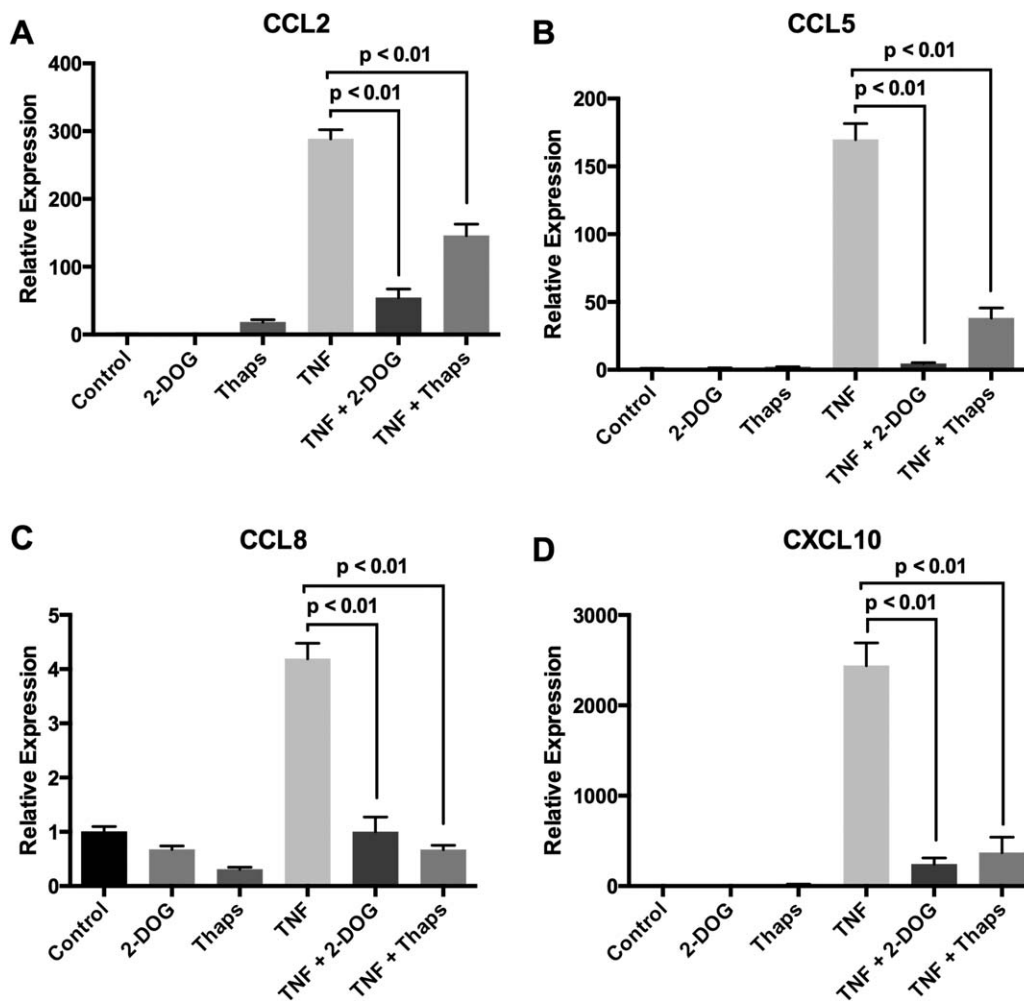 A
CCL2
Relative Expression
400
300
200
100
0
p < 0.01
p < 0.01
Control
2-DOG
Thaps
TNF
TNF + 2-DOG
TNF + Thaps
B
CCL5
Relative Expression
200
150
100
50
0
p < 0.01
p < 0.01
Control
2-DOG
Thaps
TNF
TNF + 2-DOG
TNF + Thaps
C
CCL8
Relative Expression
5
4
3
2
1
0
p < 0.01
p < 0.01
Control
2-DOG
Thaps
TNF
TNF + 2-DOG
TNF + Thaps
D
CXCL10
Relative Expression
3000
2000
1000
0
p < 0.01
p < 0.01
Control
2-DOG
Thaps
TNF
TNF + 2-DOG
TNF + Thaps